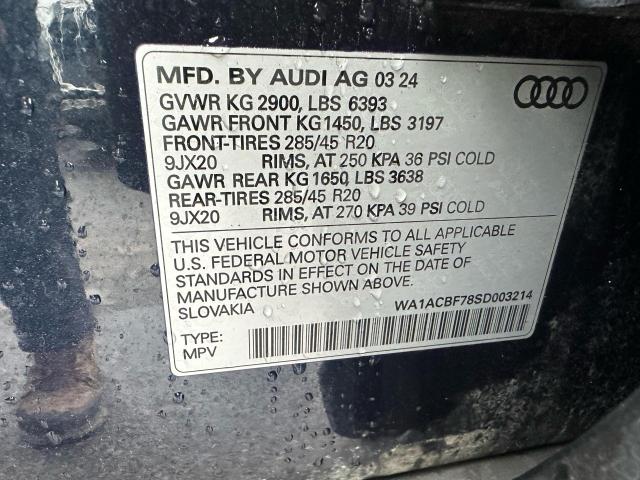 MFD. BY AUDI AG 03 24
GVWR KG 2900, LBS 6393
GAWR FRONT KG1450, LBS 3197
FRONT-TIRES 285/45 R20
9JX20 RIMS, AT 250 KPA 36 PSI COLD
GAWR REAR KG 1650, LBS 3638
REAR-TIRES 285/45 R20
9JX20 RIMS, AT 270 KPA 39 PSI COLD
THIS VEHICLE CONFORMS TO ALL APPLICABLE
U.S. FEDERAL MOTOR VEHICLE SAFETY
STANDARDS IN EFFECT ON THE DATE OF
MANUFACTURE SHOWN ABOVE.
SLOVAKIA WA1ACBF78SD003214
TYPE:
MPV